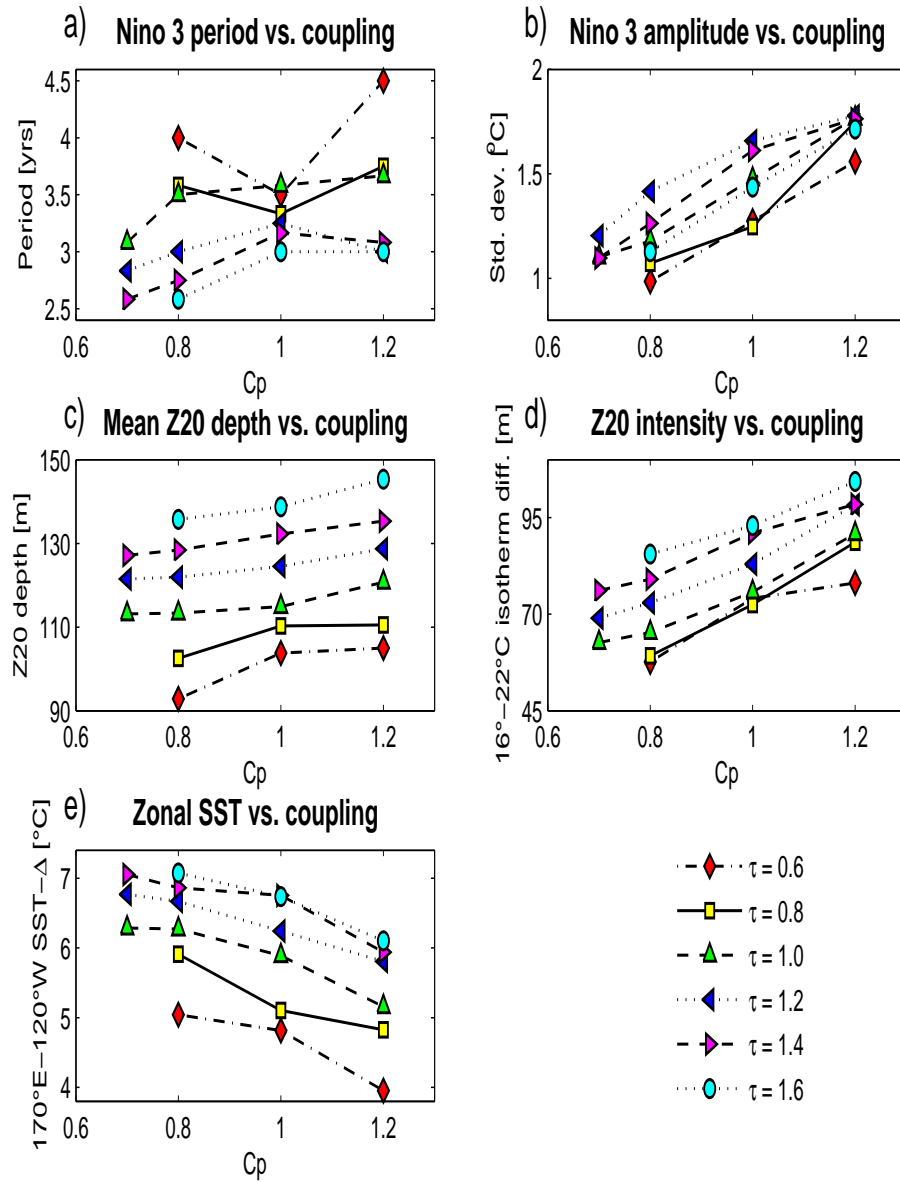 a) Nino 3 period vs. coupling
Period [yrs]
4.5
4
3.5
3
2.5
0.6 0.8 1 1.2
Cp
b) Nino 3 amplitude vs. coupling
Std. dev. [ºC]
2
1.5
1
0.6 0.8 1 1.2
Cp
c) Mean Z20 depth vs. coupling
Z20 depth [m]
150
130
110
90
0.6 0.8 1 1.2
Cp
d) Z20 intensity vs. coupling
16°−22°C isotherm diff. [m]
95
70
45
0.6 0.8 1 1.2
Cp
e) Zonal SST vs. coupling
170°E−120°W SST−Δ [°C]
7
6
5
4
0.6 0.8 1 1.2
Cp
τ = 0.6
τ = 0.8
τ = 1.0
τ = 1.2
τ = 1.4
τ = 1.6